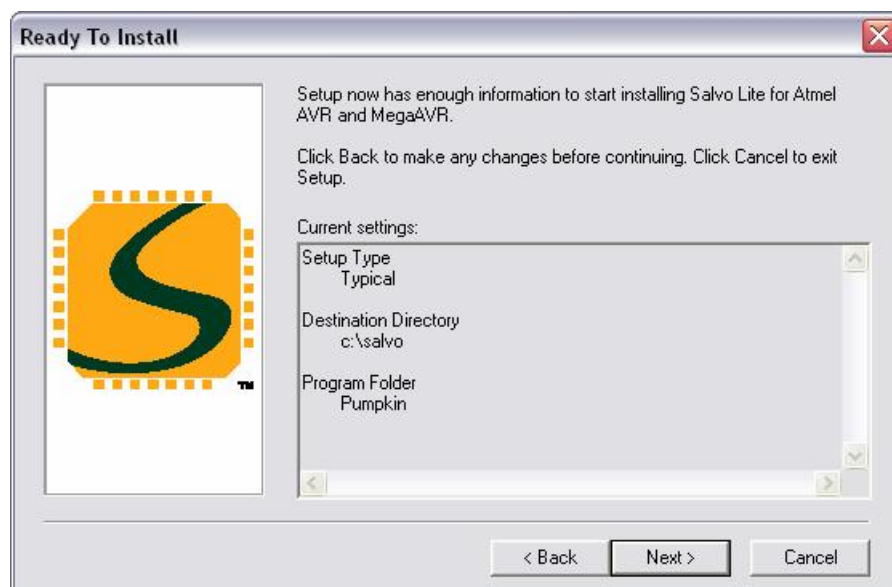 Ready To Install
Setup now has enough information to start installing Salvo Lite for Atmel
AVR and MegaAVR.
Click Back to make any changes before continuing. Click Cancel to exit
Setup.
Current settings:
Setup Type
Typical
Destination Directory
c:\salvo
Program Folder
Pumpkin
TM
< Back
Next >
Cancel